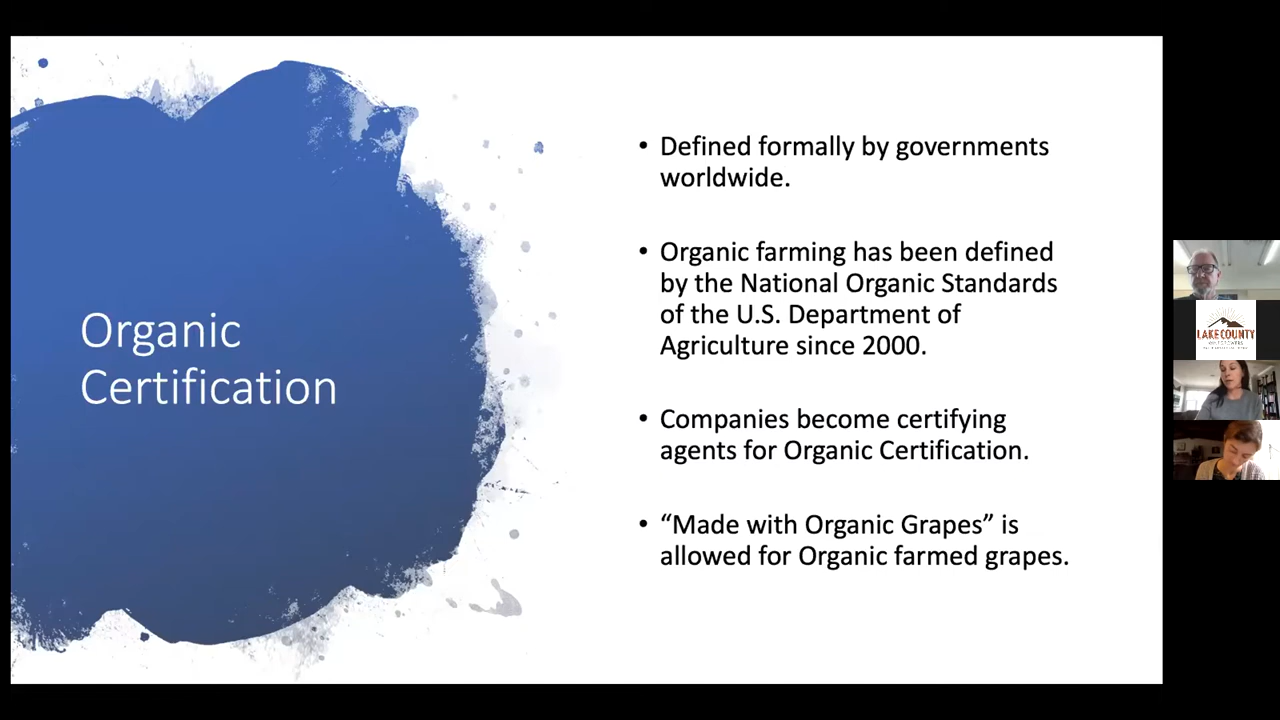 Organic
Certification
• Defined formally by governments
worldwide.
• Organic farming has been defined
by the National Organic Standards
of the U.S. Department of
Agriculture since 2000.
• Companies become certifying
agents for Organic Certification.
• “Made with Organic Grapes” is
allowed for Organic farmed grapes.
LAKE COUNTY